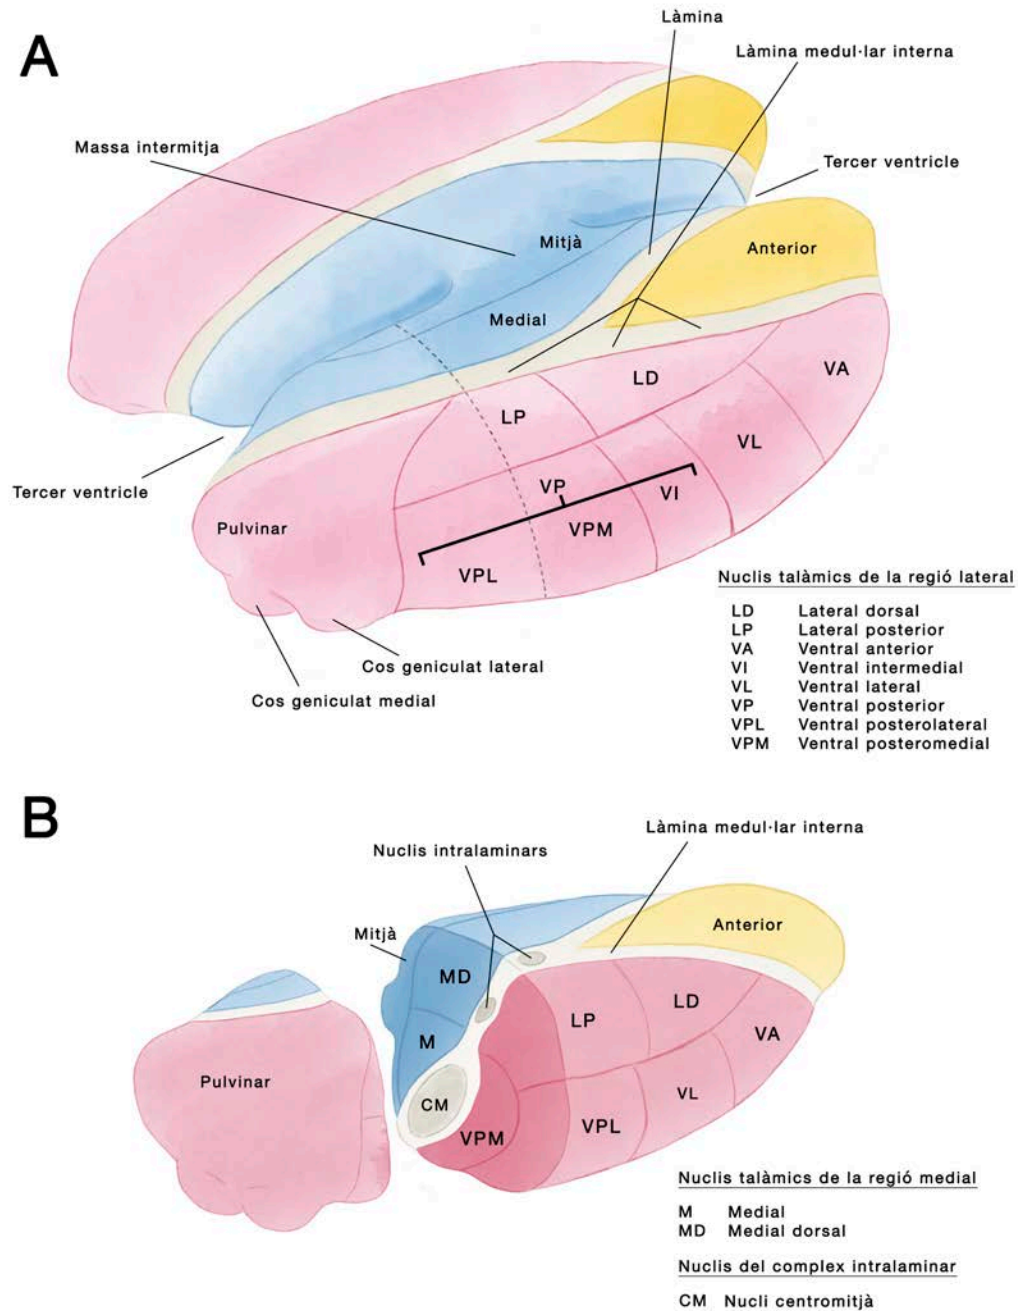 A
Làmina
Làmina medul·lar interna
Massa intermitja
Tercer ventricle
Mitjà
Anterior
Medial
LD
VA
LP
VL
VP
VI
Tercer ventricle
Pulvinar
VPM
VPL
Nuclis talàmics de la regió lateral
LD Lateral dorsal
LP Lateral posterior
VA Ventral anterior
VI Ventral intermedial
VL Ventral lateral
VP Ventral posterior
VPL Ventral posterolateral
VPM Ventral posteromedial
Cos geniculat lateral
Cos geniculat medial
B
Làmina medul·lar interna
Nuclis intralaminars
Mitjà
Anterior
MD
LD
LP
VA
M
Pulvinar
VL
CM
VPL
VPM
Nuclis talàmics de la regió medial
M Medial
MD Medial dorsal
Nuclis del complex intralaminar
CM Nucli centromitjà